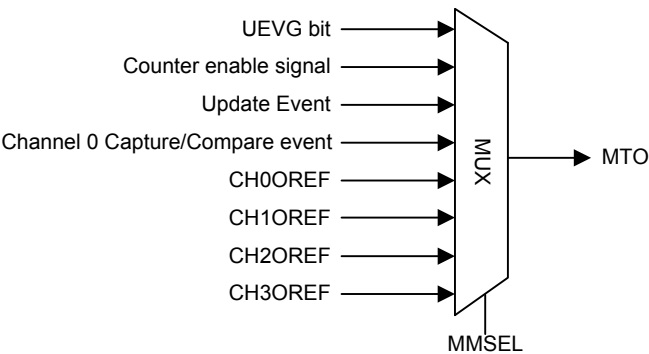 UEVG bit
Counter enable signal
Update Event
Channel 0 Capture/Compare event
CH0OREF
CH1OREF
CH2OREF
CH3OREF
MUX
MTO
MMSEL